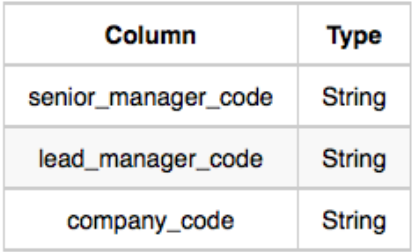 Column Type
senior_manager_code String
lead_manager_code String
company_code String